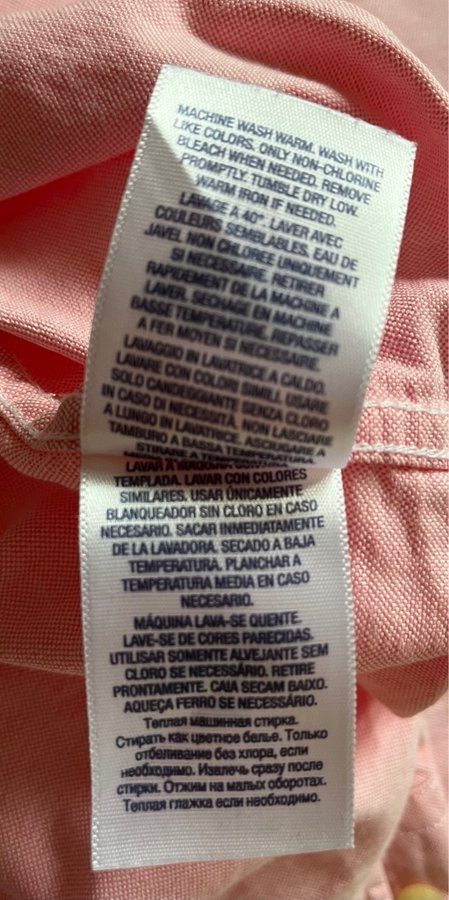 MACHINE WASH WARM. WASH WITH
LIKE COLORS. ONLY NON-CHLORINE
BLEACH WHEN NEEDED. REMOVE
PROMPTLY. TUMBLE DRY LOW.
WARM IRON IF NEEDED.
LAVAGE A 40°. LAVER AVEC
COULEURS SEMBLABLES. EAU DE
JAVEL NON CHLOREE UNIQUEMENT
SI NECESSAIRE. RETIRER
RAPIDEMENT DE LA MACHINE A
LAVER. SECHAGE EN MACHINE
BASSE TEMPERATURE. REPASSER
A FER MOYEN SI NECESSAIRE.
LAVAGGIO IN LAVATRICE A CALDO.
LAVARE CON COLORI SIMILI. USARE
SOLO CANDEGGIANTE SENZA CLORO
IN CASO DI NECESSITÀ. NON LASCIARE
A LUNGO IN LAVATRICE. ASCIUGARE A
TAMBURO A BASSA TEMPERATURA.
STIRARE A
LAVAR A MAQUINA
TEMPLADA. LAVAR CON COLORES
SIMILARES. USAR ÚNICAMENTE
BLANQUEADOR SIN CLORO EN CASO
NECESARIO. SACAR INMEDIATAMENTE
DE LA LAVADORA. SECADO A BAJA
TEMPERATURA. PLANCHAR A
TEMPERATURA MEDIA EN CASO
NECESARIO.
MÁQUINA LAVA-SE QUENTE.
LAVE-SE DE CORES PARECIDAS.
UTILISAR SOMENTE ALVEJANTE SEM
CLORO SE NECESSÁRIO. RETIRE
PRONTAMENTE. CAIA SECAM BAIXO.
AQUEÇA FERRO SE NECESSÁRIO.
Теплая машинная стирка.
Стирать как цветное белье. Только
отбеливание без хлора, если
необходимо. Извлечь сразу после
стирки. Отжим на малых оборотах.
Теплая глажка если необходимо.